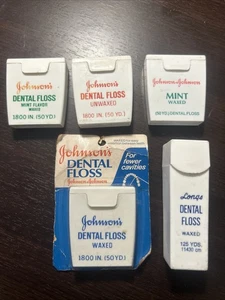 Johnson's
DENTAL FLOSS
MINT FLAVOR
WAXED
1800 IN. (50 YD.)
Johnson's
DENTAL FLOSS
UNWAXED
1800 IN. (50 YD.)
Johnson & Johnson
MINT
WAXED
Johnson's
DENTAL
FLOSS
Johnson & Johnson
For
fewer
cavities
Johnson's
DENTAL FLOSS
WAXED
1800 IN. (50 YD.)
Longs
DENTAL
FLOSS
WAXED
125 YDS.
11430 cm